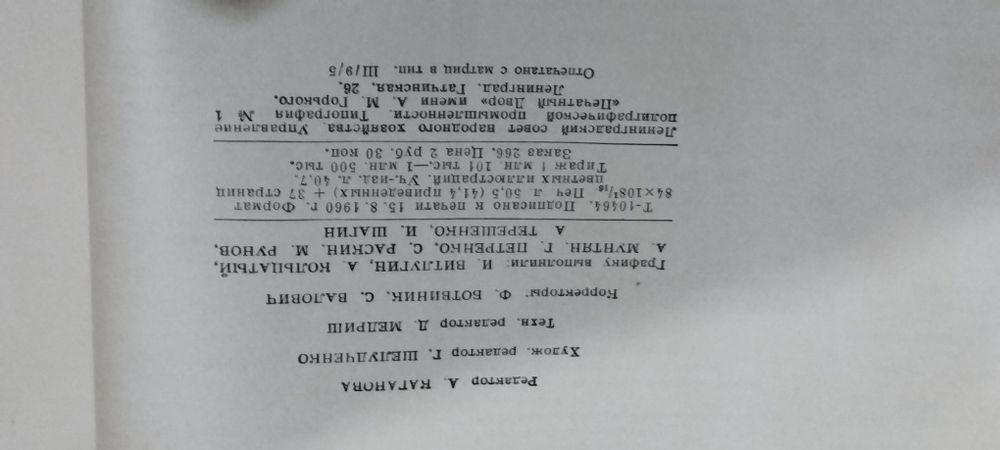 Редактор А. КАГАНОВА
Худож. редактор Г. ШЕЛУДЧЕНКО
Техн. редактор Д. МЕДРИШ
Корректоры: Ф. БОТВИННИК, С. ВАЛОВИЧ
Графику выполнили: И. ВИТЛУГИН, А. КОЛЬЦАТЫЙ,
А. МУНТЯН. Г. ПЕТРЕНКО, С. РАСКИН. М. РУНОВ,
А ТЕРЕЩЕНКО, И. ШАГИН
Т-10464. Подписано к печати 15. 8. 1960 г. Формат
84×108¹/₁₆. Печ л. 50,5 (41,4 приведенных) + 37 страниц
цветных иллюстраций. Уч.-изд. л. 40,7.
Тираж 1 млн. 101 тыс.—1 млн. 500 тыс.
Заказ 266. Цена 2 руб. 30 коп.
Ленинградский совет народного хозяйства. Управление
полиграфической промышленности. Типография № 1
«Печатный Двор» имени А. М. Горького.
Ленинград. Гатчинская, 26.
Отпечатано с матриц в тип. Ш/9/5